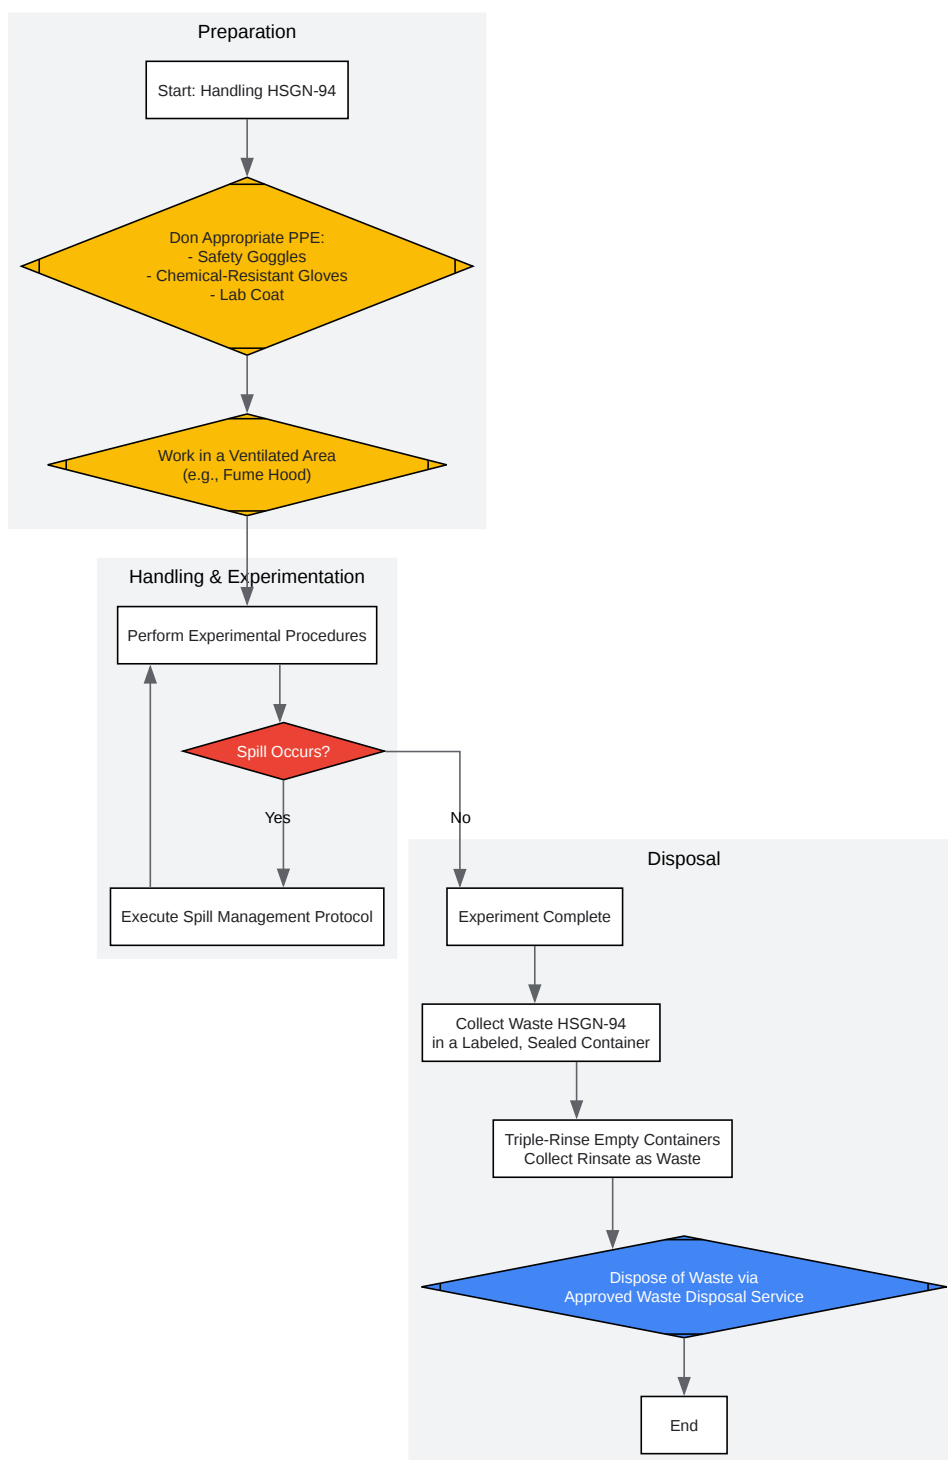 Preparation
Start: Handling HSGN-94
Don Appropriate PPE:
- Safety Goggles
- Chemical-Resistant Gloves
- Lab Coat
Work in a Ventilated Area
(e.g., Fume Hood)
Handling & Experimentation
Perform Experimental Procedures
Spill Occurs?
Yes
No
Execute Spill Management Protocol
Disposal
Experiment Complete
Collect Waste HSGN-94
in a Labeled, Sealed Container
Triple-Rinse Empty Containers
Collect Rinsate as Waste
Dispose of Waste via
Approved Waste Disposal Service
End